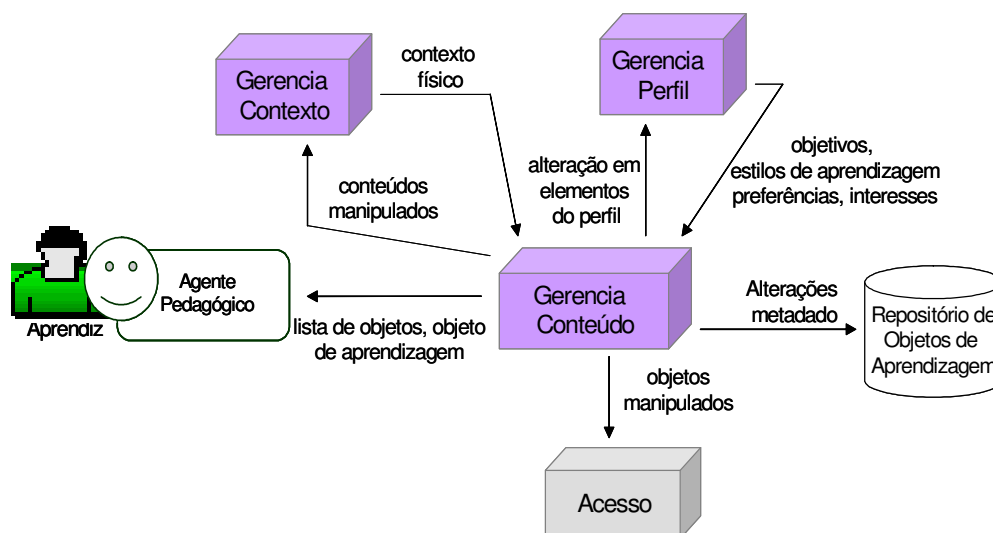 Gerencia
Contexto
contexto
físico
Gerencia
Perfil
objetivos,
estilos de aprendizagem
preferências, interesses
alteração em
elementos
do perfil
conteúdos
manipulados
Agente
Pedagógico
Aprendiz
lista de objetos, objeto
de aprendizagem
Gerencia
Conteúdo
Alterações
metadado
Repositório de
Objetos de
Aprendizagem
objetos
manipulados
Acesso